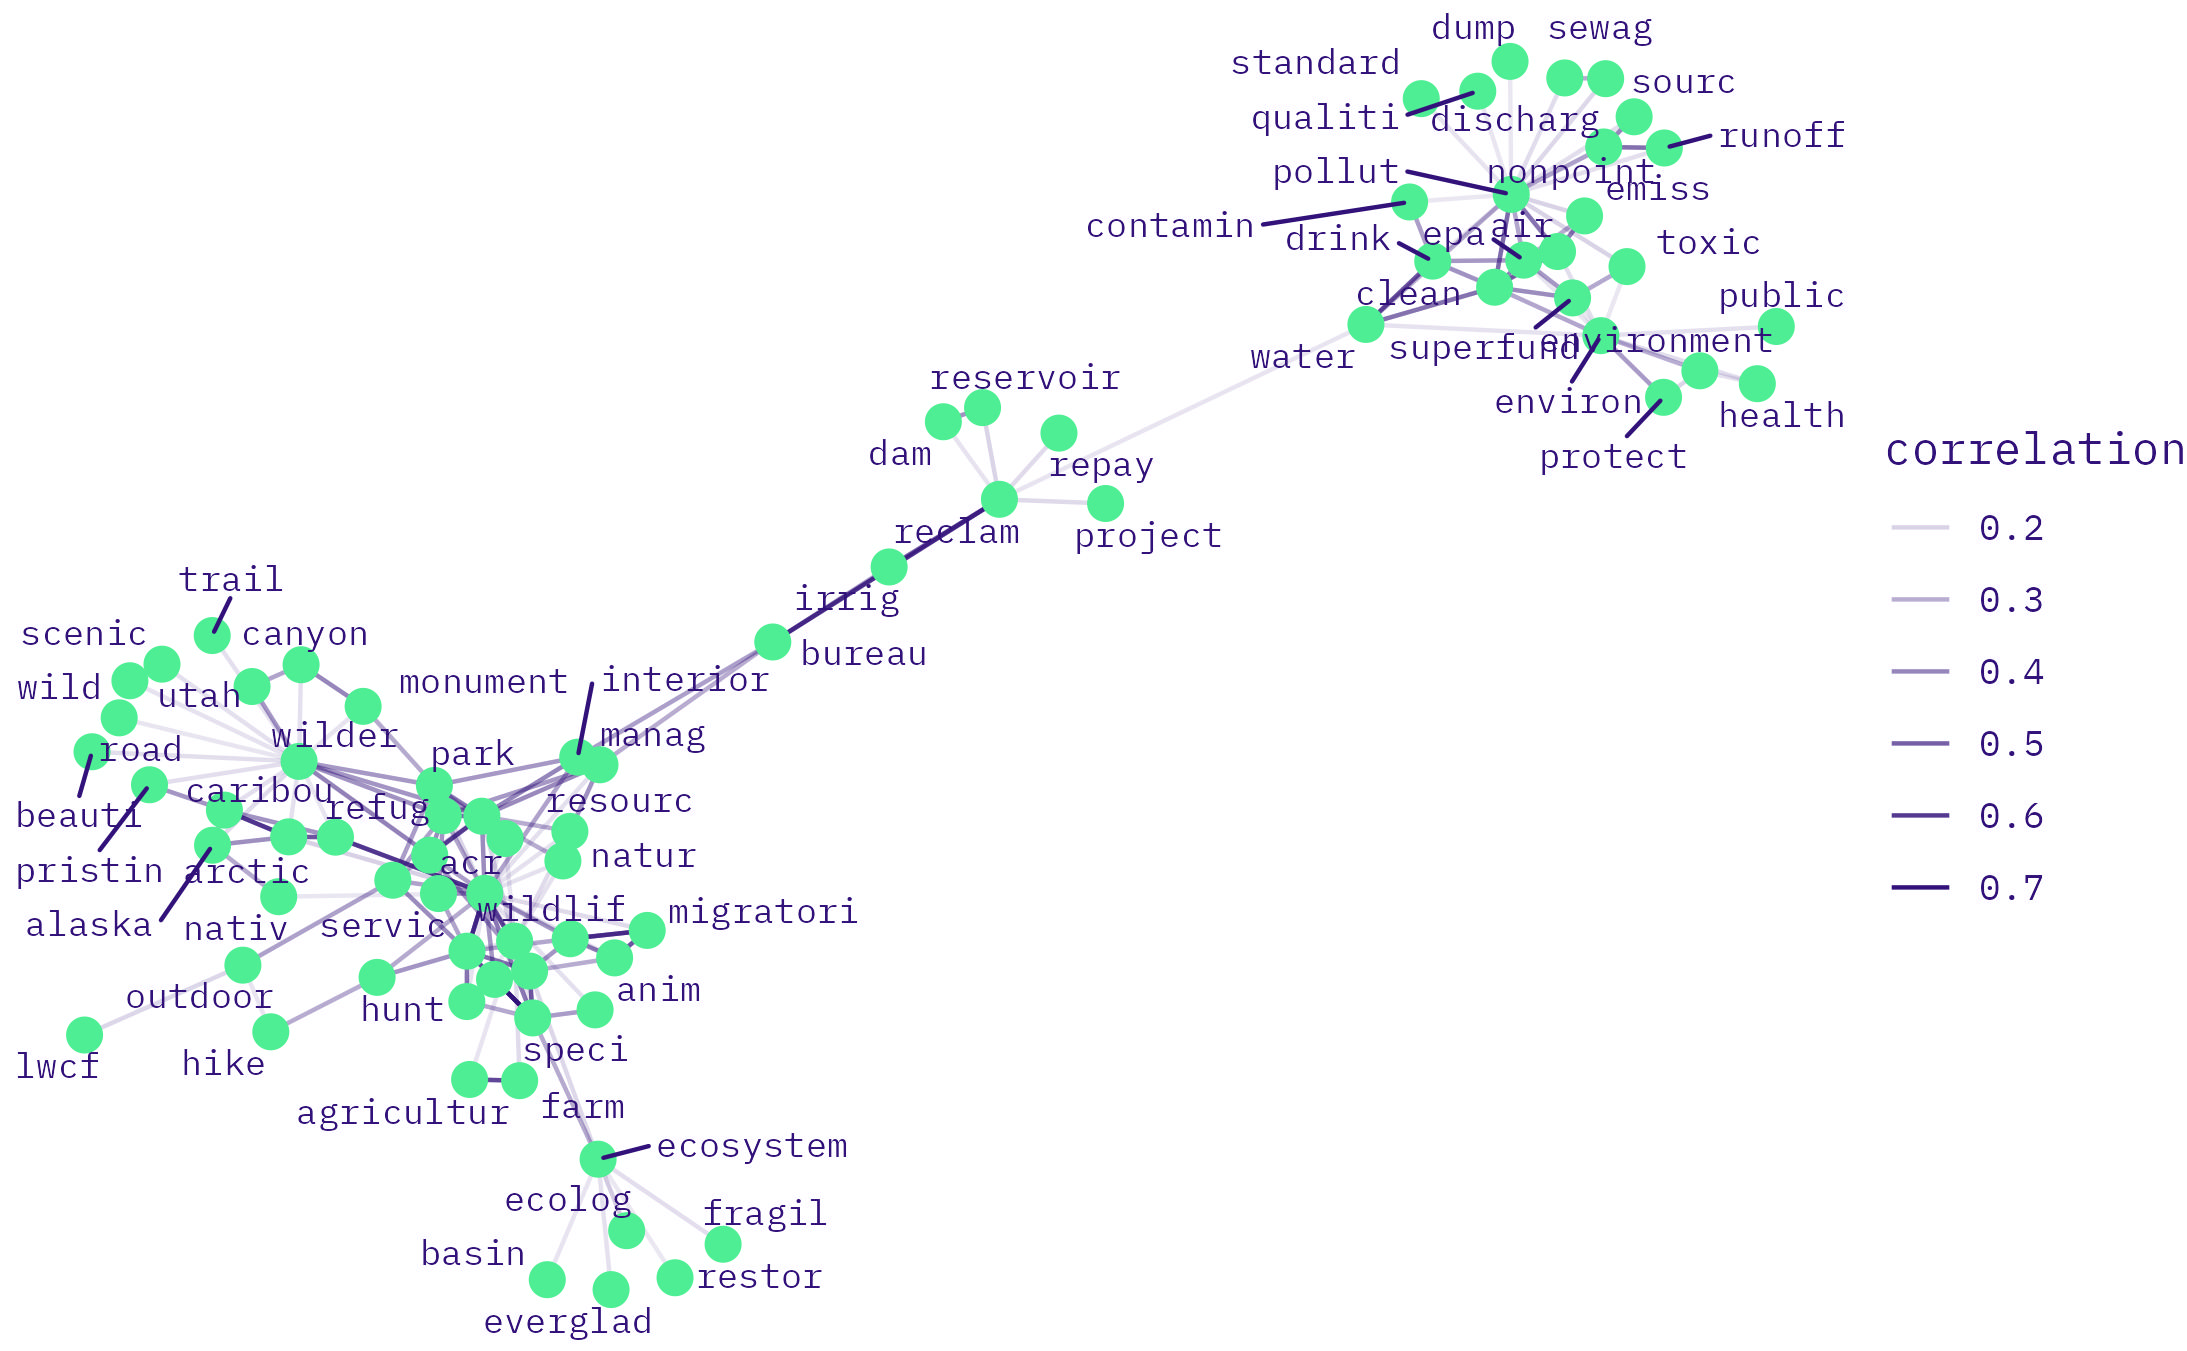 dump
sewag
standard
sourc
qualiti
discharg
runoff
pollut
nonpoint
emiss
contamin
drink
epa
air
toxic
clean
public
water
superfund
environment
reservoir
environ
health
dam
repay
protect
reclam
project
correlation
0.2
0.3
0.4
0.5
0.6
0.7
trail
irrig
scenic
canyon
bureau
wild
utah
monument
interior
road
wilder
park
manag
beauti
caribou
refug
resourc
pristin
arctic
acr
natur
alaska
nativ
servic
wildlif
migratori
outdoor
hunt
anim
lwcf
hike
speci
agricultur
farm
ecosystem
ecolog
fragil
basin
restor
everglad